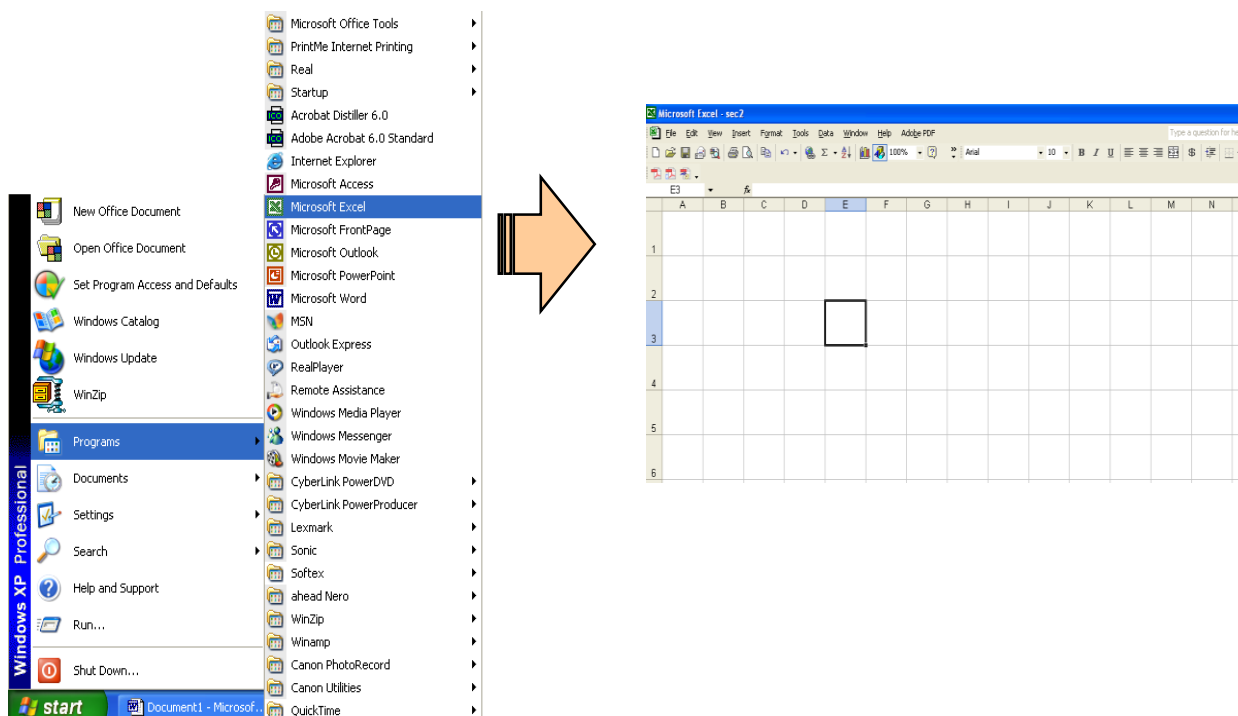 Microsoft Office Tools
PrintMe Internet Printing
Real
Startup
Acrobat Distiller 6.0
Adobe Acrobat 6.0 Standard
Internet Explorer
Microsoft Access
Microsoft Excel
Microsoft FrontPage
Microsoft Outlook
Microsoft PowerPoint
Microsoft Word
MSN
Outlook Express
RealPlayer
Remote Assistance
Windows Media Player
Windows Messenger
Windows Movie Maker
CyberLink PowerDVD
CyberLink PowerProducer
Lexmark
Sonic
Softex
ahead Nero
WinZip
Winamp
Canon PhotoRecord
Canon Utilities
QuickTime
New Office Document
Open Office Document
Set Program Access and Defaults
Windows Catalog
Windows Update
WinZip
Programs
Documents
Settings
Search
Help and Support
Run...
Shut Down...
Windows XP Professional
start
Document1 - Microsof...
Microsoft Excel - sec2
File Edit View Insert Format Tools Data Window Help Adobe PDF
Type a question for he
100% Arial 10 B I U $
E3 fx
A B C D E F G H I J K L M N
1
2
3
4
5
6